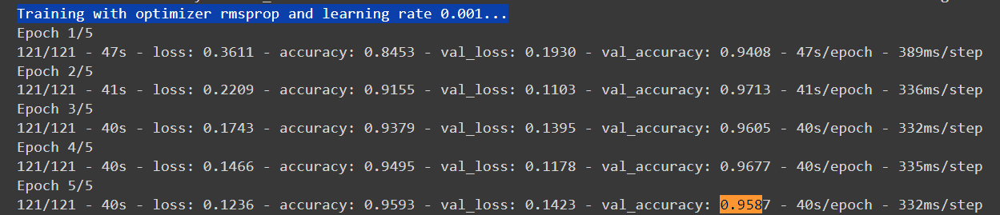 Training with optimizer rmsprop and learning rate 0.001...
Epoch 1/5
121/121 - 47s - loss: 0.3611 - accuracy: 0.8453 - val_loss: 0.1930 - val_accuracy: 0.9408 - 47s/epoch - 389ms/step
Epoch 2/5
121/121 - 41s - loss: 0.2209 - accuracy: 0.9155 - val_loss: 0.1103 - val_accuracy: 0.9713 - 41s/epoch - 336ms/step
Epoch 3/5
121/121 - 40s - loss: 0.1743 - accuracy: 0.9379 - val_loss: 0.1395 - val_accuracy: 0.9605 - 40s/epoch - 332ms/step
Epoch 4/5
121/121 - 40s - loss: 0.1466 - accuracy: 0.9495 - val_loss: 0.1178 - val_accuracy: 0.9677 - 40s/epoch - 335ms/step
Epoch 5/5
121/121 - 40s - loss: 0.1236 - accuracy: 0.9593 - val_loss: 0.1423 - val_accuracy: 0.9587 - 40s/epoch - 332ms/step